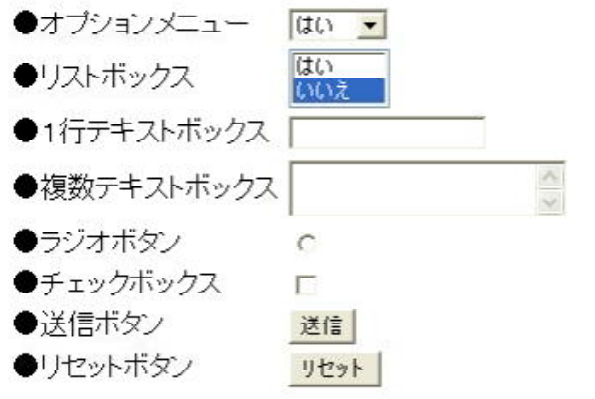 ●オプションメニュー はい
●リストボックス はい
いいえ
●1行テキストボックス
●複数テキストボックス
●ラジオボタン
●チェックボックス
●送信ボタン 送信
●リセットボタン リセット